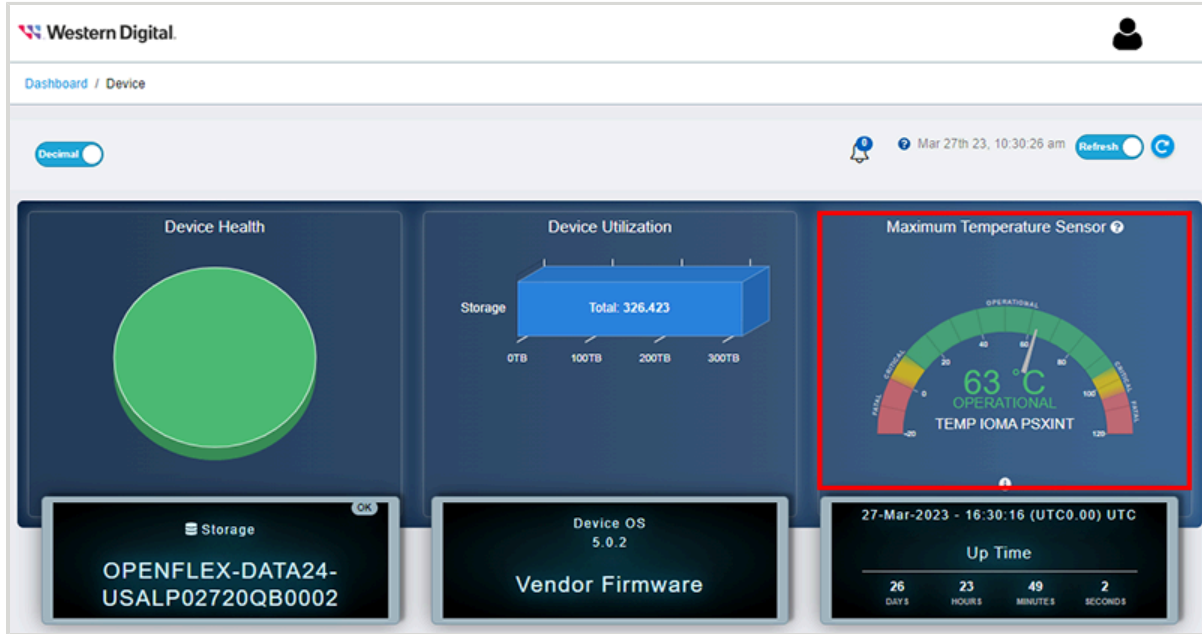 Western Digital.
Dashboard / Device
Decimal
0
Mar 27th 23, 10:30:26 am
Refresh
Device Health
Device Utilization
Storage
Total: 326.423
0TB 100TB 200TB 300TB
Maximum Temperature Sensor ?
OPERATIONAL
CRITICAL
CRITICAL
FATAL
FATAL
-20 0 20 40 60 80 100 120
63 °C
OPERATIONAL
TEMP IOMA PSXINT
OK
Storage
OPENFLEX-DATA24-
USALP02720QB0002
Device OS
5.0.2
Vendor Firmware
27-Mar-2023 - 16:30:16 (UTC0.00) UTC
Up Time
26 23 49 2
DAYS HOURS MINUTES SECONDS